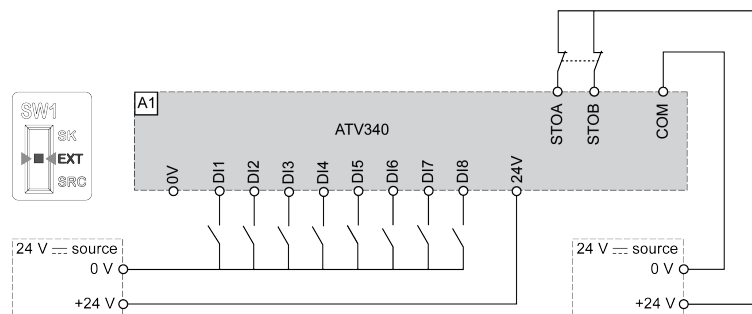 A1
ATV340
STOA
STOB
COM
SW1
SK
EXT
SRC
0V
DI1
DI2
DI3
DI4
DI5
DI6
DI7
DI8
24V
24 V ⎓ source
0 V
+24 V
24 V ⎓ source
0 V
+24 V